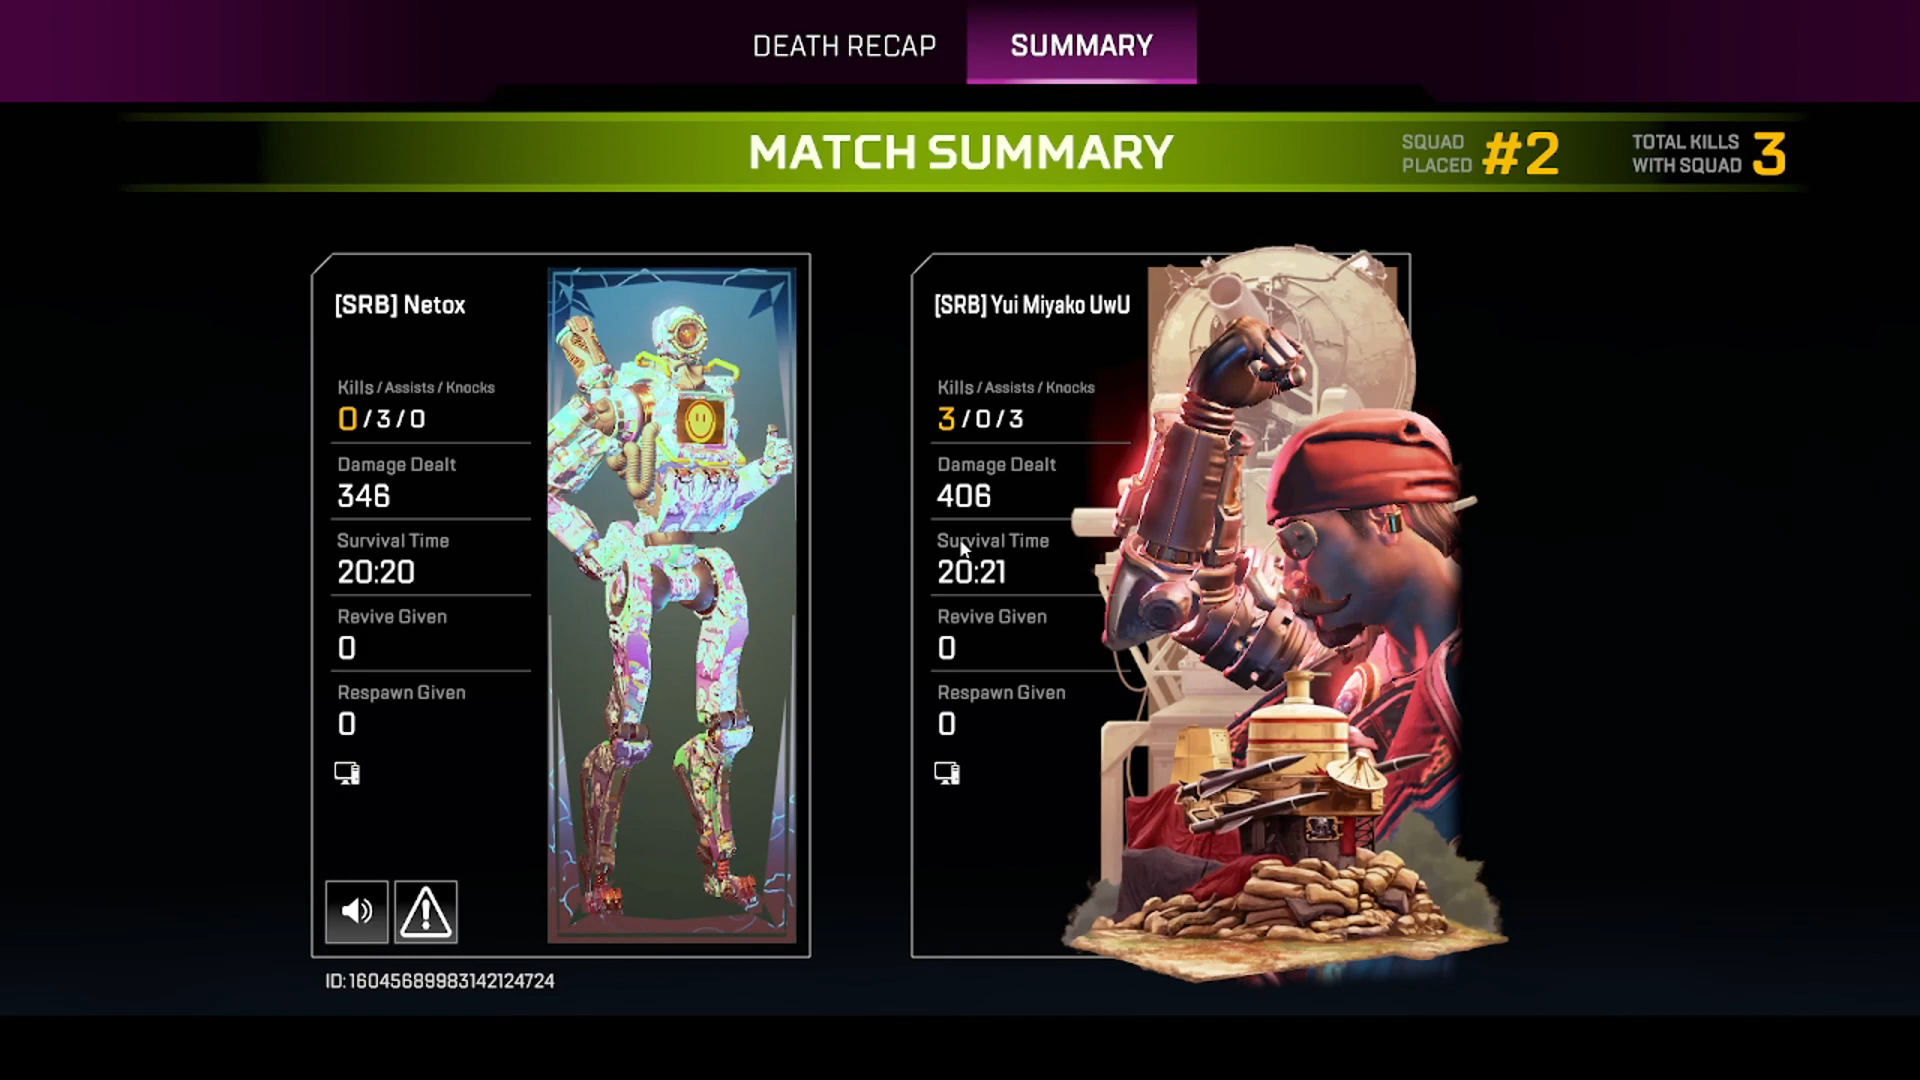 DEATH RECAP
SUMMARY
MATCH SUMMARY
SQUAD PLACED #2
TOTAL KILLS WITH SQUAD 3
[SRB] Netox
Kills / Assists / Knocks
0 / 3 / 0
Damage Dealt
346
Survival Time
20:20
Revive Given
0
Respawn Given
0
ID: 16045689983142124724
[SRB] Yui Miyako UwU
Kills / Assists / Knocks
3 / 0 / 3
Damage Dealt
406
Survival Time
20:21
Revive Given
0
Respawn Given
0